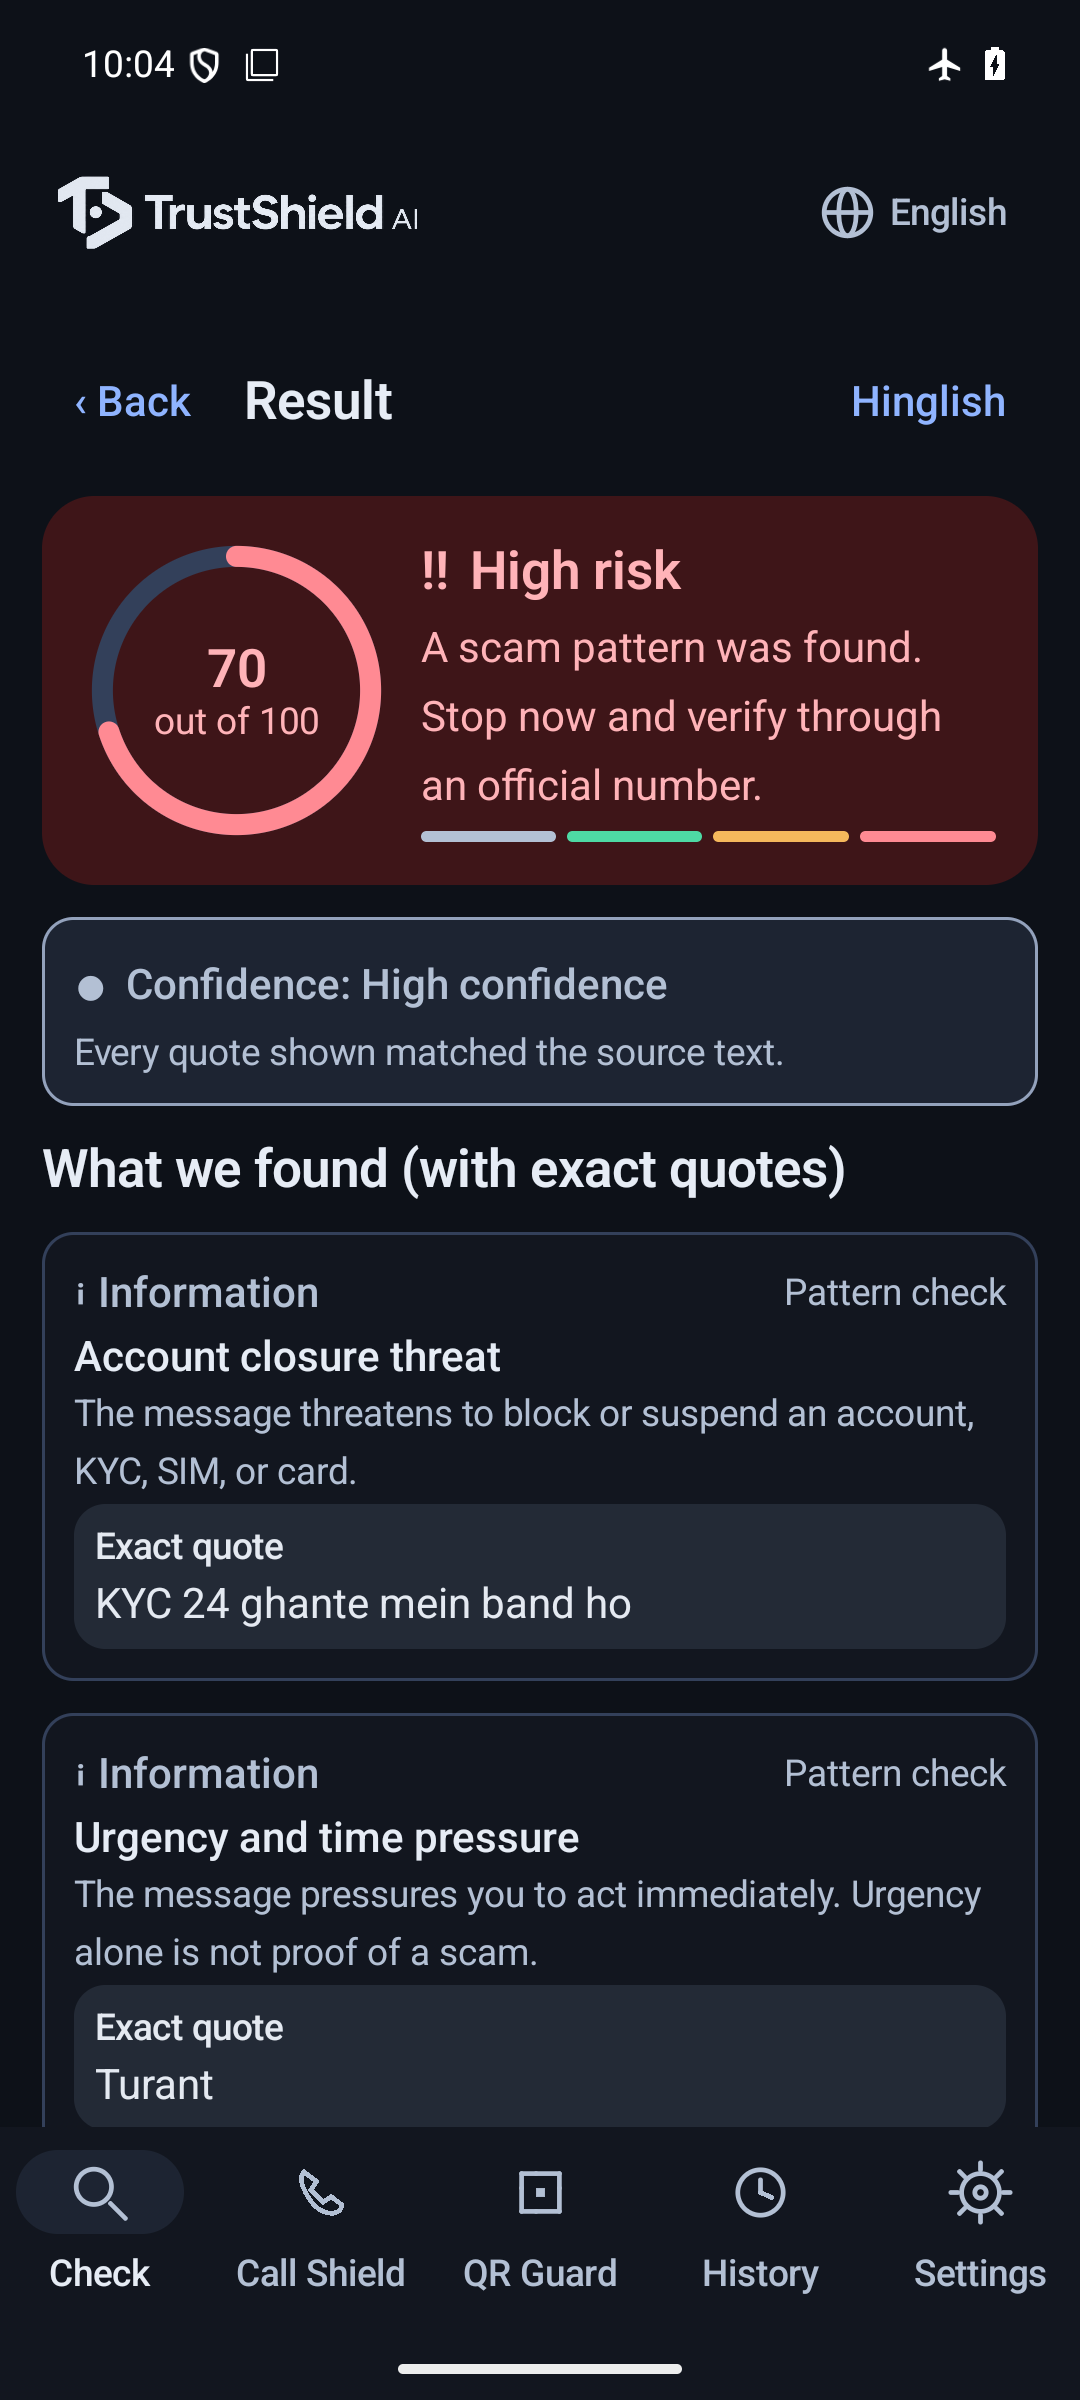 10:04
TrustShield AI
English
‹ Back
Result
Hinglish
70
out of 100
!! High risk
A scam pattern was found.
Stop now and verify through
an official number.
Confidence: High confidence
Every quote shown matched the source text.
What we found (with exact quotes)
i Information
Pattern check
Account closure threat
The message threatens to block or suspend an account,
KYC, SIM, or card.
Exact quote
KYC 24 ghante mein band ho
i Information
Pattern check
Urgency and time pressure
The message pressures you to act immediately. Urgency
alone is not proof of a scam.
Exact quote
Turant
Check
Call Shield
QR Guard
History
Settings